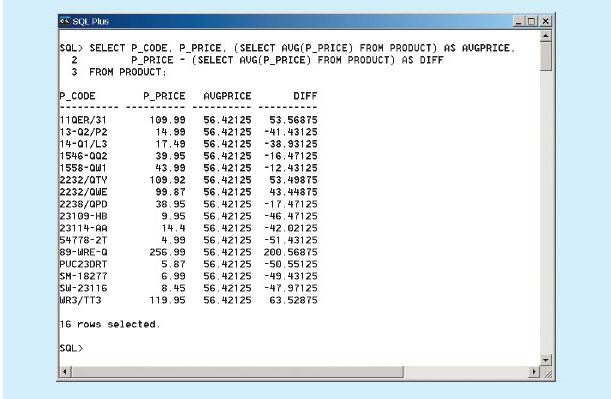 SQL Plus
SQL> SELECT P_CODE, P_PRICE, (SELECT AVG(P_PRICE) FROM PRODUCT) AS AVGPRICE,
2 P_PRICE - (SELECT AVG(P_PRICE) FROM PRODUCT) AS DIFF
3 FROM PRODUCT;
P_CODE P_PRICE AVGPRICE DIFF
---------- ---------- ---------- ----------
11QER/31 109.99 56.42125 53.56875
13-Q2/P2 14.99 56.42125 -41.43125
14-Q1/L3 17.49 56.42125 -38.93125
1546-QQ2 39.95 56.42125 -16.47125
1558-QW1 43.99 56.42125 -12.43125
2232/QTY 109.92 56.42125 53.49875
2232/QWE 99.87 56.42125 43.44875
2238/QPD 38.95 56.42125 -17.47125
23109-HB 9.95 56.42125 -46.47125
23114-AA 14.4 56.42125 -42.02125
54778-2T 4.99 56.42125 -51.43125
89-WRE-Q 256.99 56.42125 200.56875
PVC23DRT 5.87 56.42125 -50.55125
SM-18277 6.99 56.42125 -49.43125
SW-23116 8.45 56.42125 -47.97125
WR3/TT3 119.95 56.42125 63.52875
16 rows selected.
SQL>